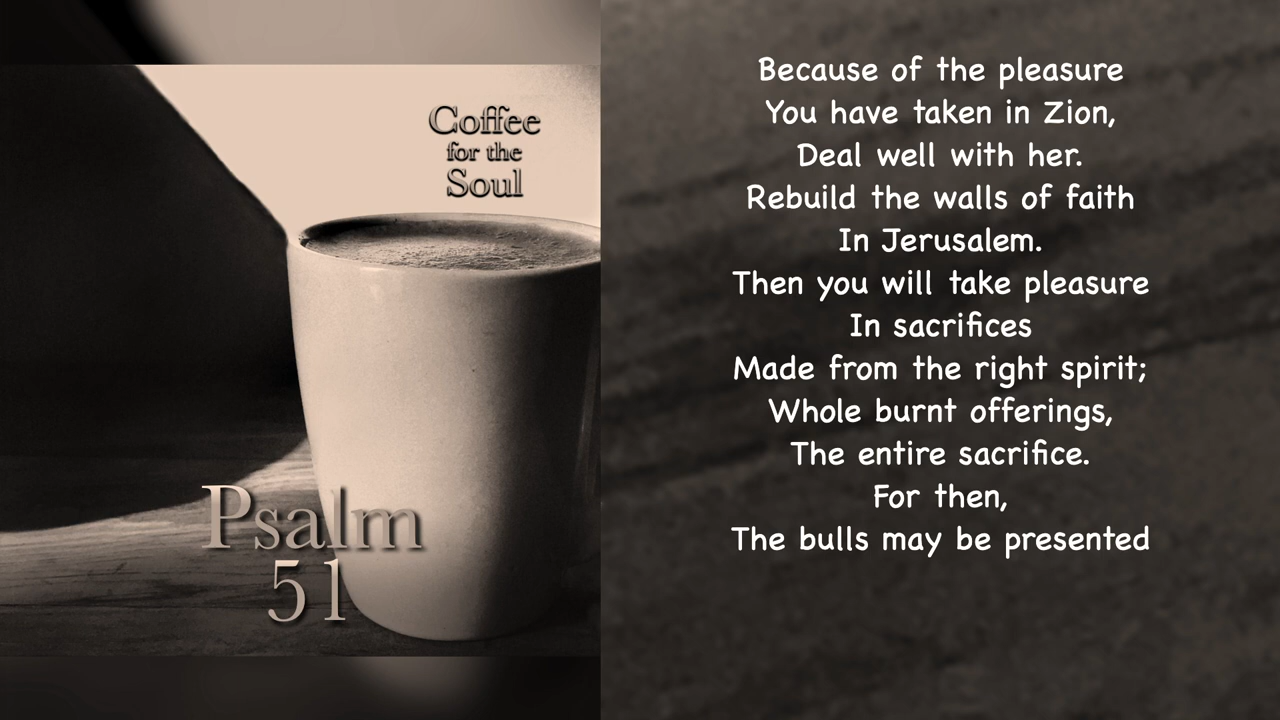 Coffee
for the
Soul
Psalm
51
Because of the pleasure
You have taken in Zion,
Deal well with her.
Rebuild the walls of faith
In Jerusalem.
Then you will take pleasure
In sacrifices
Made from the right spirit;
Whole burnt offerings,
The entire sacrifice.
For then,
The bulls may be presented